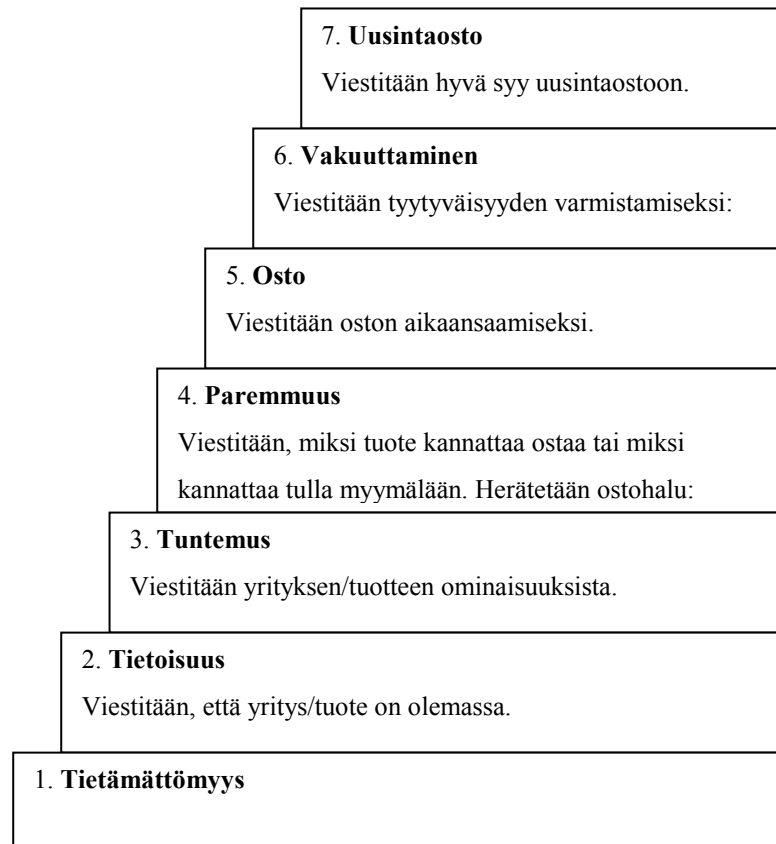 7. Uusintaosto
Viestitään hyvä syy uusintaostoon.
6. Vakuuttaminen
Viestitään tyytyväisyyden varmistamiseksi:
5. Osto
Viestitään oston aikaansaamiseksi.
4. Paremmuus
Viestitään, miksi tuote kannattaa ostaa tai miksi
kannattaa tulla myymälään. Herätetään ostohalu:
3. Tuntemus
Viestitään yrityksen/tuotteen ominaisuuksista.
2. Tietoisuus
Viestitään, että yritys/tuote on olemassa.
1. Tietämättömyys